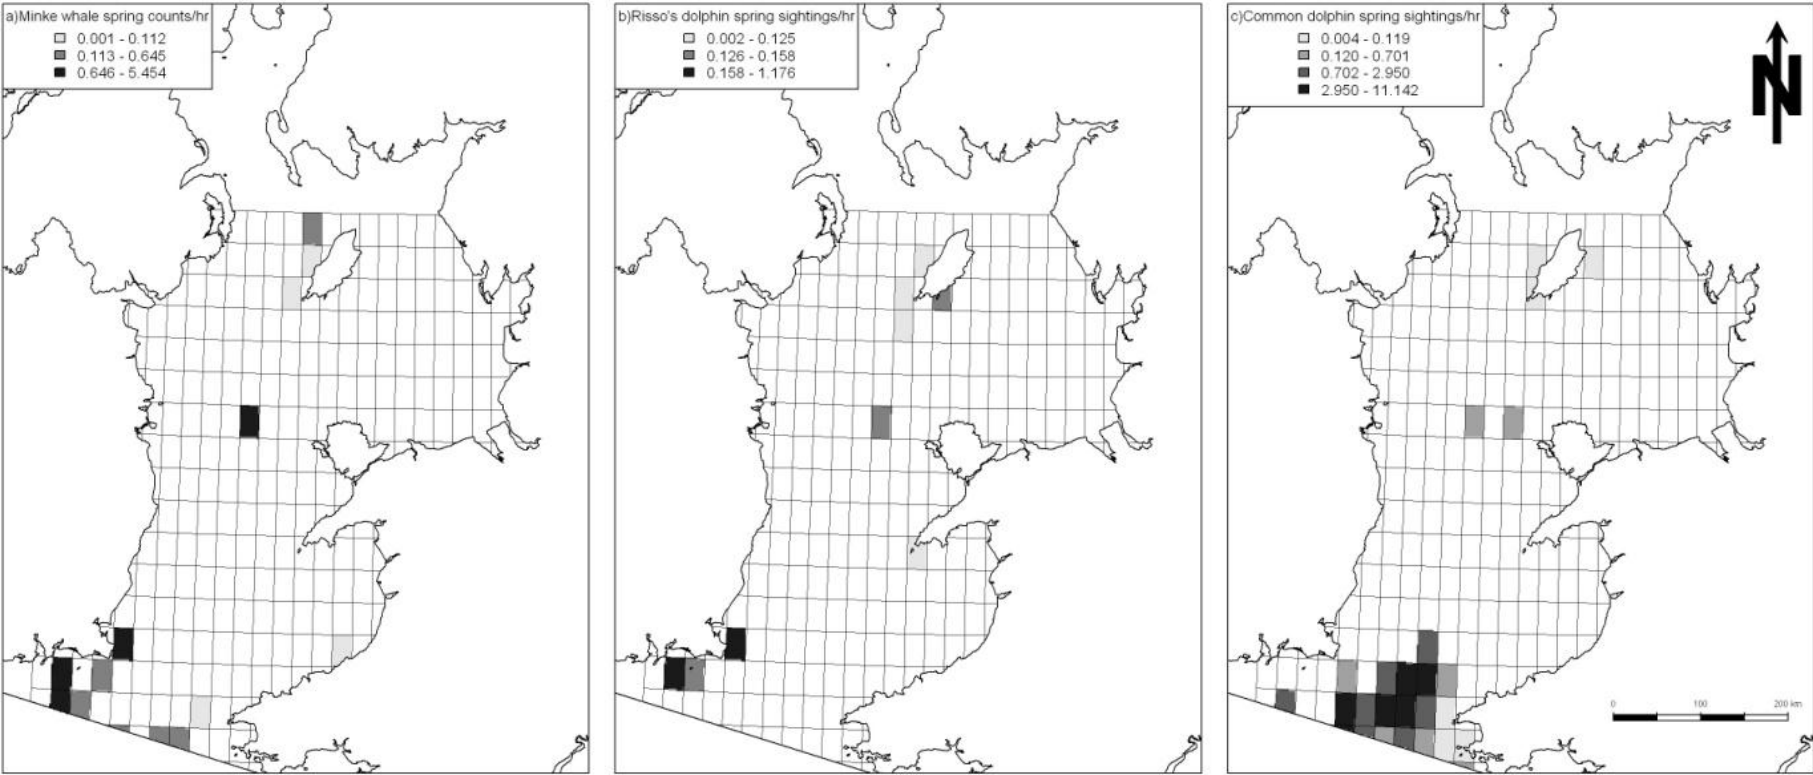 a)Minke whale spring counts/hr
0.001 - 0.112
0.113 - 0.645
0.646 - 5.454
b)Risso's dolphin spring sightings/hr
0.002 - 0.125
0.126 - 0.158
0.158 - 1.176
c)Common dolphin spring sightings/hr
0.004 - 0.119
0.120 - 0.701
0.702 - 2.950
2.950 - 11.142
N
0 100 200 km